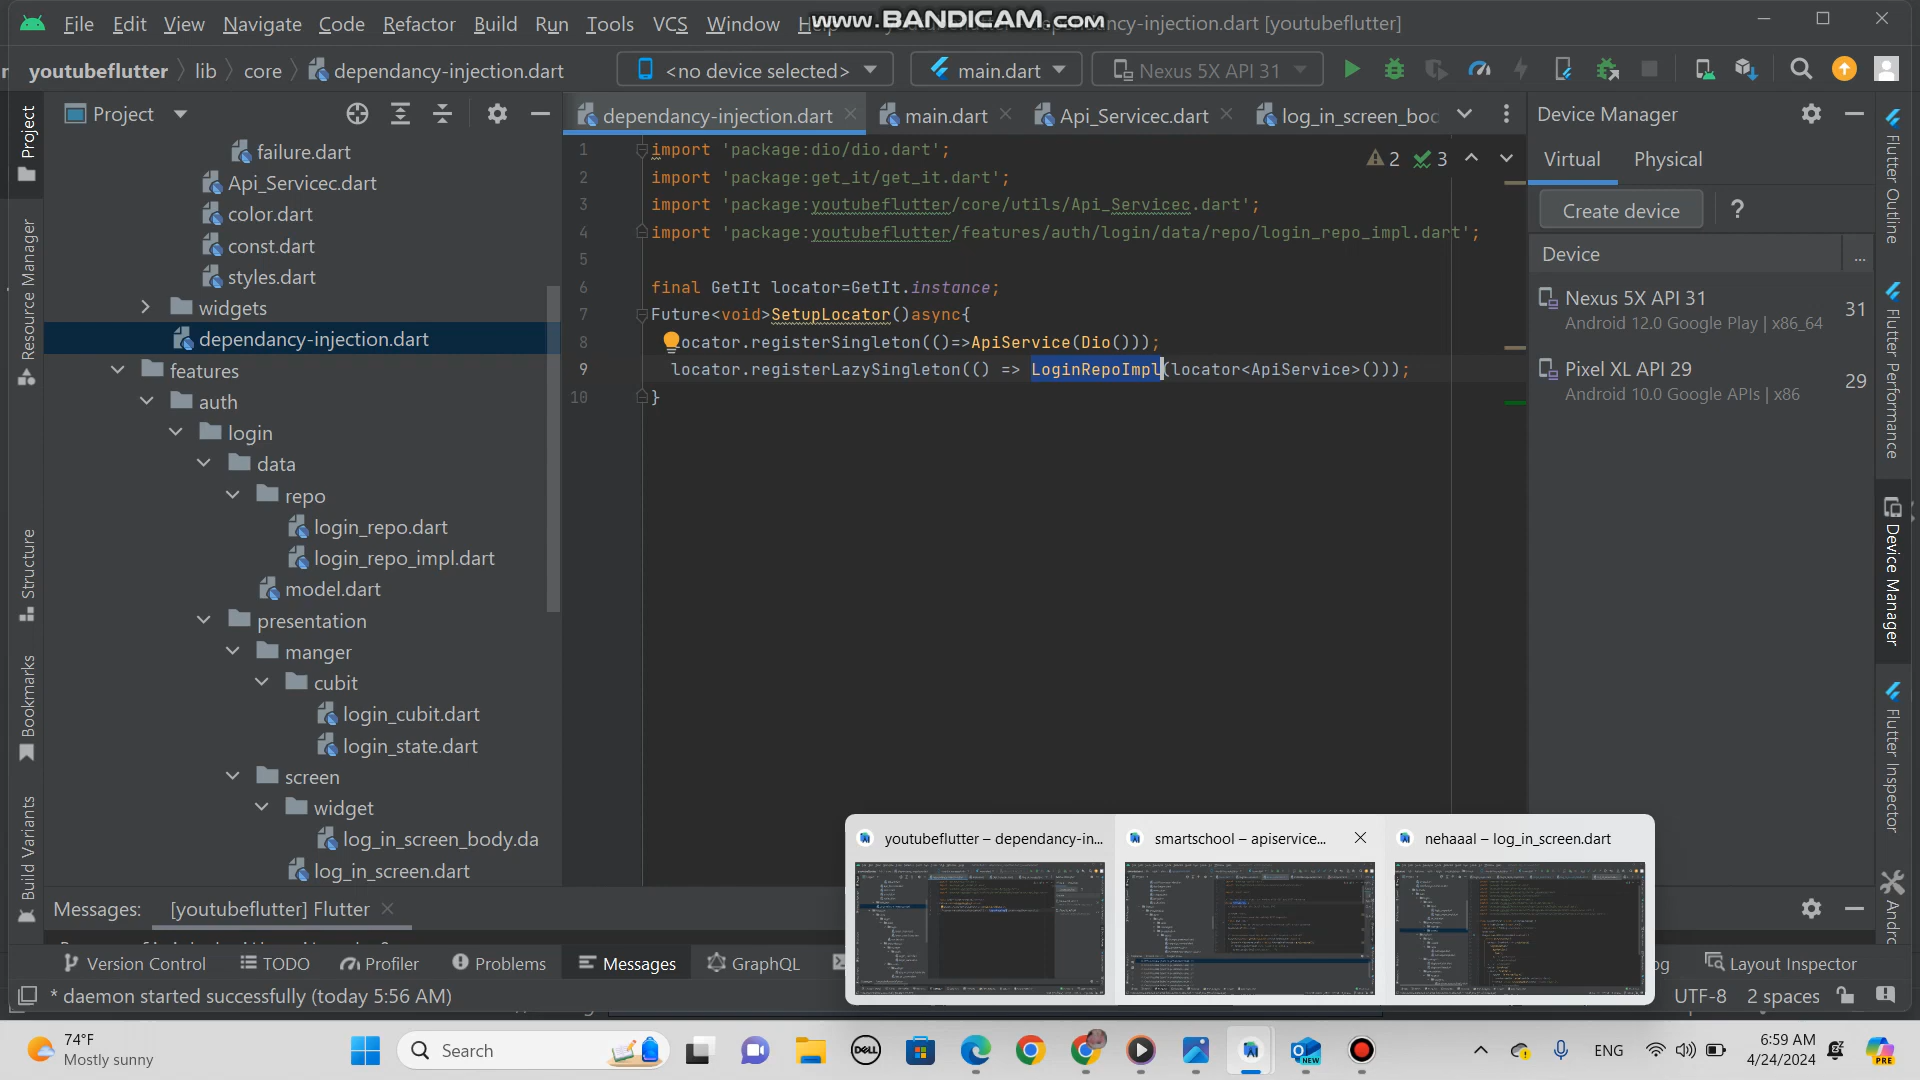 File Edit View Navigate Code Refactor Build Run Tools VCS Window Help dependancy-injection.dart [youtubeflutter]
www.BANDICAM.com
youtubeflutter lib core dependancy-injection.dart <no device selected> main.dart Nexus 5X API 31
Project
dependancy-injection.dart main.dart Api_Servicec.dart log_in_screen_boc
Device Manager
Virtual Physical
Create device ?
Device ...
Nexus 5X API 31
Android 12.0 Google Play | x86_64
31
Pixel XL API 29
Android 10.0 Google APIs | x86
29
failure.dart
Api_Servicec.dart
color.dart
const.dart
styles.dart
widgets
dependancy-injection.dart
features
auth
login
data
repo
login_repo.dart
login_repo_impl.dart
model.dart
presentation
manger
cubit
login_cubit.dart
login_state.dart
screen
widget
log_in_screen_body.da
log_in_screen.dart
2 3
1 import 'package:dio/dio.dart';
2 import 'package:get_it/get_it.dart';
3 import 'package:youtubeflutter/core/utils/Api_Servicec.dart';
4 import 'package:youtubeflutter/features/auth/login/data/repo/login_repo_impl.dart';
5
6 final GetIt locator=GetIt.instance;
7 Future<void>SetupLocator()async{
8 ocator.registerSingleton(()=>ApiService(Dio()));
9 locator.registerLazySingleton(() => LoginRepoImpl(locator<ApiService>()));
10 }
Project
Resource Manager
Structure
Bookmarks
Build Variants
Flutter Outline
Flutter Performance
Device Manager
Flutter Inspector
Andro
youtubeflutter – dependancy-in... smartschool – apiservice... nehaaal – log_in_screen.dart
Messages: [youtubeflutter] Flutter
Version Control TODO Profiler Problems Messages GraphQL og Layout Inspector
* daemon started successfully (today 5:56 AM) UTF-8 2 spaces
74°F
Mostly sunny
Search
DELL
NEW
ENG
6:59 AM
4/24/2024
PRE